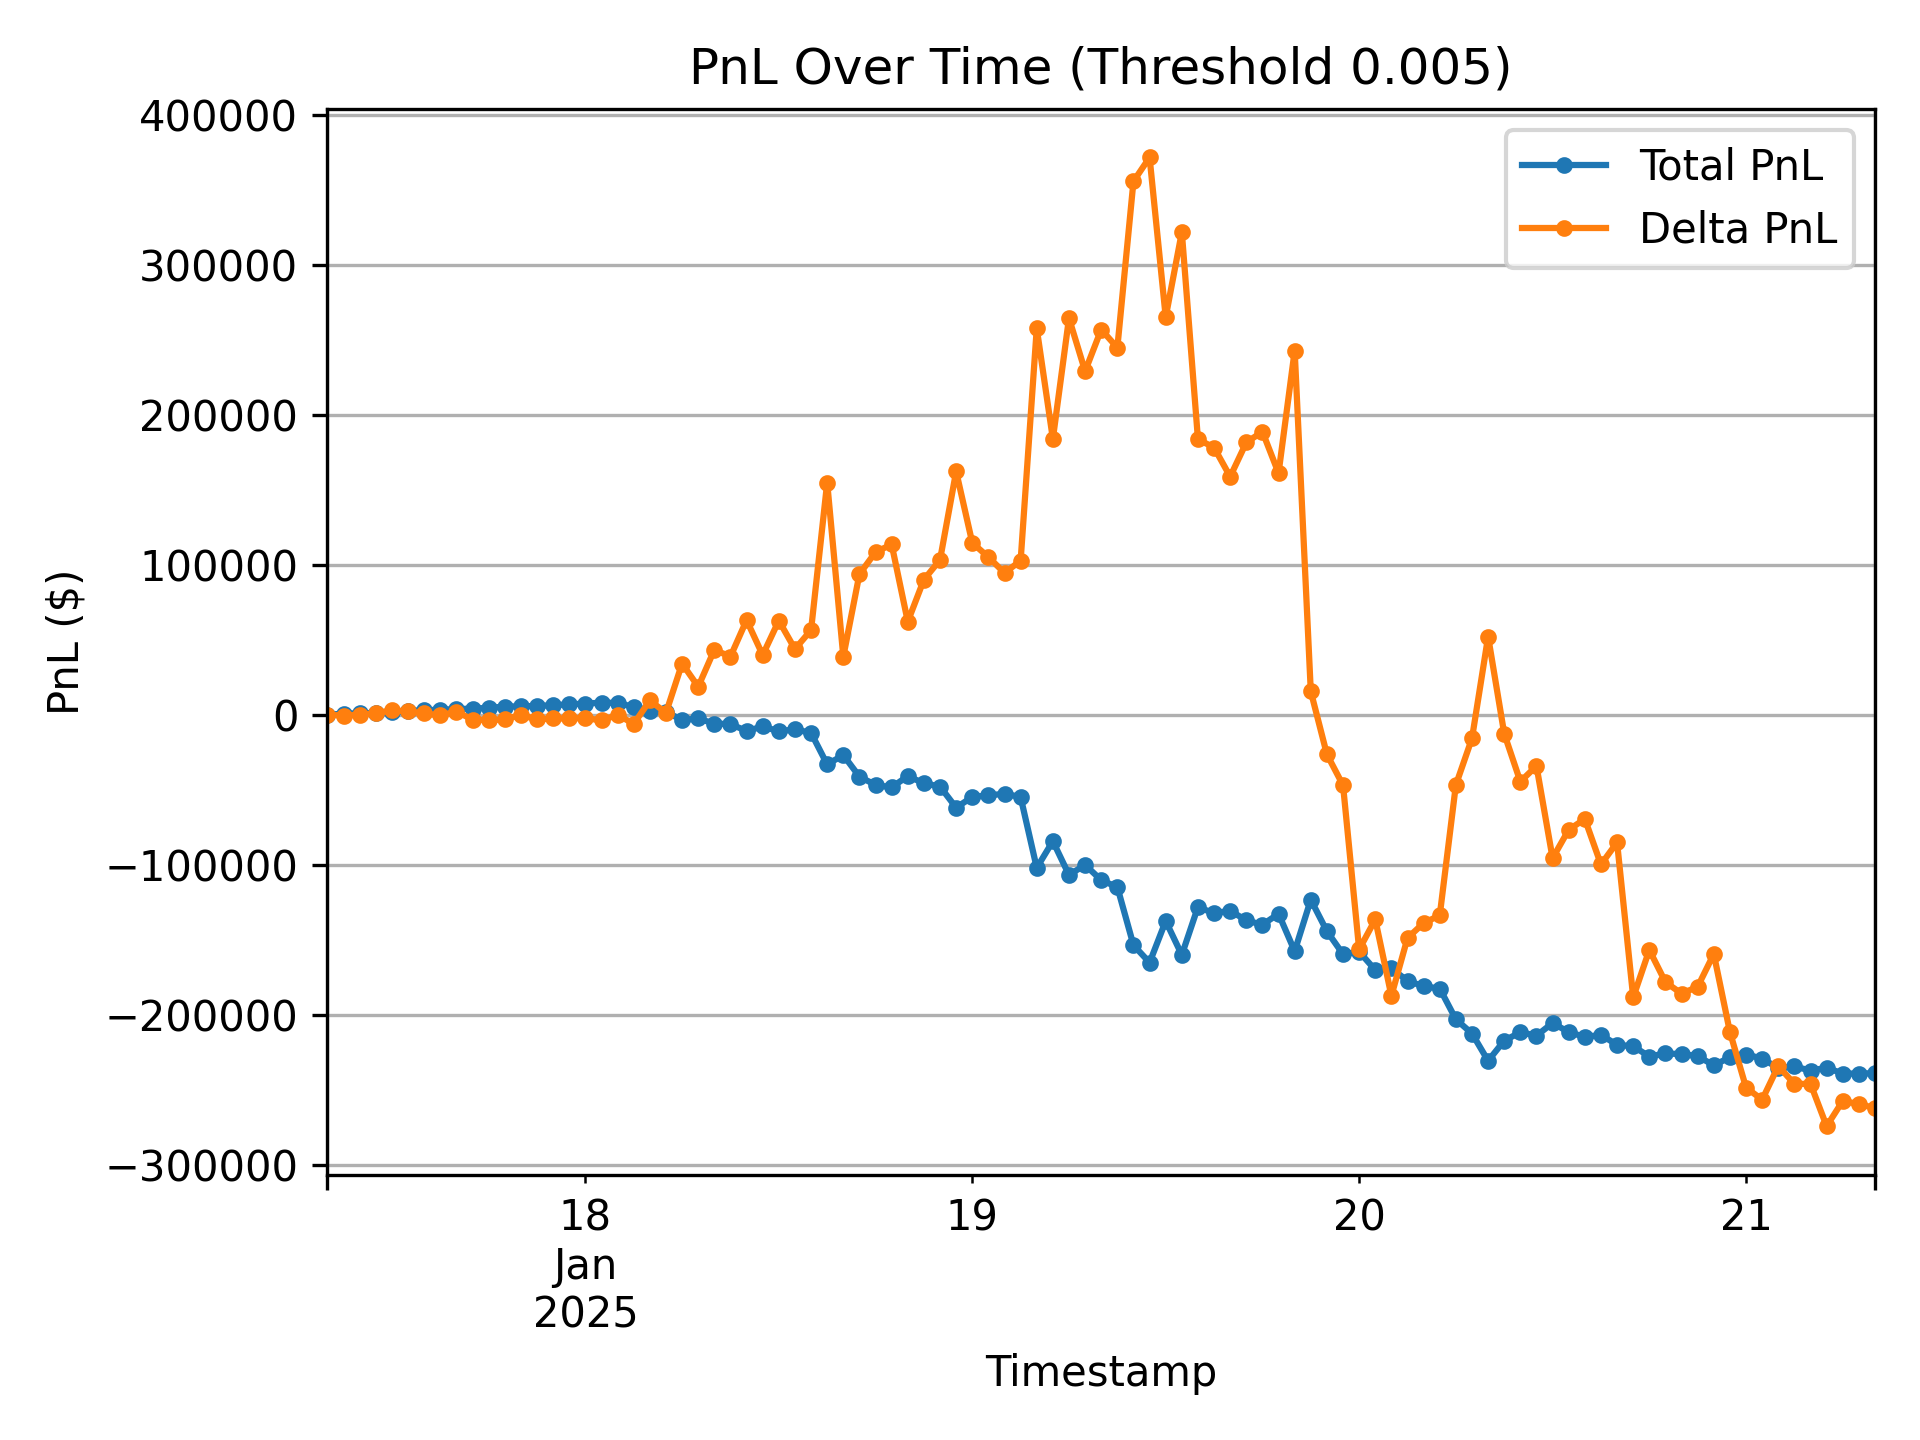 PnL Over Time (Threshold 0.005)
Total PnL
Delta PnL
400000
300000
200000
100000
0
−100000
−200000
−300000
PnL ($)
18 19 20 21
Jan
2025
Timestamp